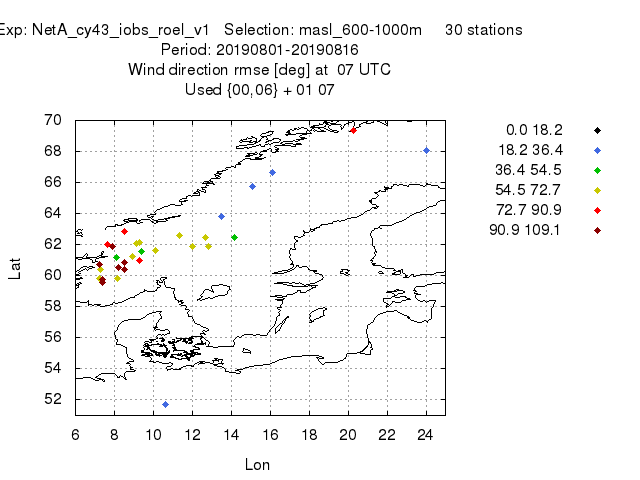 Exp: NetA_cy43_iobs_roel_v1 Selection: masl_600-1000m 30 stations
Period: 20190801-20190816
Wind direction rmse [deg] at 07 UTC
Used {00,06} + 01 07
70
68
66
64
62
60
58
56
54
52
Lat
6 8 10 12 14 16 18 20 22 24
Lon
0.0 18.2
18.2 36.4
36.4 54.5
54.5 72.7
72.7 90.9
90.9 109.1